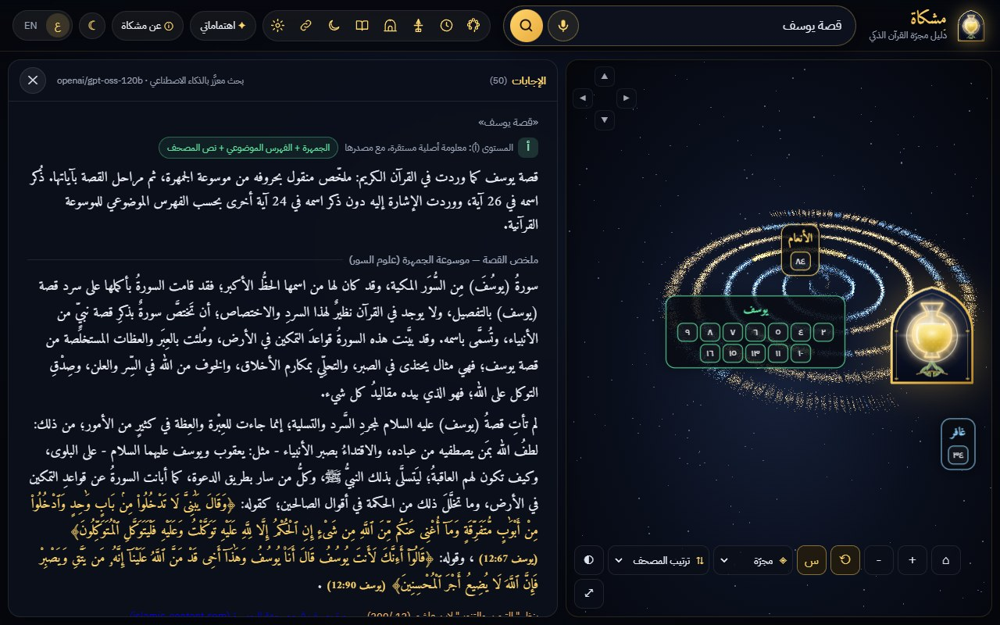 مشكاة
دليل مجرّة القرآن الذكي
قصة يوسف
✦ اهتماماتي
عن مشكاة
ع EN
الإجابات (50)
بحث معزَّز بالذكاء الاصطناعي · openai/gpt-oss-120b
«قصة يوسف»
أ المستوى (أ): معلومة أصلية مستقرة، مع مصدرها الجمهرة + الفهرس الموضوعي + نص المصحف
قصة يوسف كما وردت في القرآن الكريم: ملخّص منقول بحروفه من موسوعة الجمهرة، ثم مراحل القصة بآياتها. ذُكر
اسمه في 26 آية، ووردت الإشارة إليه دون ذكر اسمه في 24 آية أخرى بحسب الفهرس الموضوعي للموسوعة
القرآنية.
ملخص القصة — موسوعة الجمهرة (علوم السور)
سورةُ (يوسُفَ) مِن السُّوَر المكية، وقد كان لها من اسمها الحظُّ الأكبر؛ فقد قامت السورةُ بأكملها على سرد قصة
(يوسف) بالتفصيل، ولا يوجد في القرآن نظيرٌ لهذا السردِ والاختصاص؛ أن تَختصَّ سورةٌ بذكرِ قصة نبيٍّ من
الأنبياء، وتُسمَّى باسمه. وقد بيَّنت هذه السورةُ قواعدَ التمكين في الأرض، ومُلئت بالعِبَر والعظات المستخلَصة من
قصة يوسف؛ فهي مثال يحتذى في الصبر، والتحلِّي بمكارم الأخلاق، والخوف من الله في السِّر والعلن، وصِدْقِ
التوكل على الله؛ فهو الذي بيده مقاليدُ كل شيء.
لم تأتِ قصةُ (يوسف) عليه السلام لمجردِ السَّرد والتسلية؛ إنما جاءت للعِبْرة والعِظة في كثيرٍ من الأمور؛ من ذلك:
لطفُ الله بمَن يصطفيه من عباده، والاقتداءُ بصبر الأنبياء - مثل: يعقوب ويوسف عليهما السلام - على البلوى،
وكيف تكون لهم العاقبةُ؛ ليَتسلَّى بذلك النبيُّ ﷺ، وكلُّ من سار بطريق الدعوة، كما أبانت السورةُ عن قواعدِ التمكين
في الأرض، وما تخلَّلَ ذلك من الحكمة في أقوال الصالحين؛ كقوله: ﴿وَقَالَ يَٰبَنِيَّ لَا تَدْخُلُوا۟ مِنۢ بَابٍ وَٰحِدٍ وَٱدْخُلُوا۟
مِنْ أَبْوَٰبٍ مُّتَفَرِّقَةٍ وَمَآ أُغْنِى عَنكُم مِّنَ ٱللَّهِ مِن شَىْءٍ إِنِ ٱلْحُكْمُ إِلَّا لِلَّهِ عَلَيْهِ تَوَكَّلْتُ وَعَلَيْهِ فَلْيَتَوَكَّلِ ٱلْمُتَوَكِّلُونَ﴾
(يوسف 12:67) ، وقوله: ﴿قَالُوٓا۟ أَءِنَّكَ لَأَنتَ يُوسُفُ قَالَ أَنَا۠ يُوسُفُ وَهَٰذَآ أَخِى قَدْ مَنَّ ٱللَّهُ عَلَيْنَآ إِنَّهُۥ مَن يَتَّقِ وَيَصْبِرْ
فَإِنَّ ٱللَّهَ لَا يُضِيعُ أَجْرَ ٱلْمُحْسِنِينَ﴾ (يوسف 12:90) .
الأنعام
٨٤
يوسف
٢ ٤ ٥ ٦ ٧ ٨ ٩
١٠ ١١ ١٣ ١٥ ١٦
غافر
٣٤
+ - س
مجرّة
ترتيب المصحف